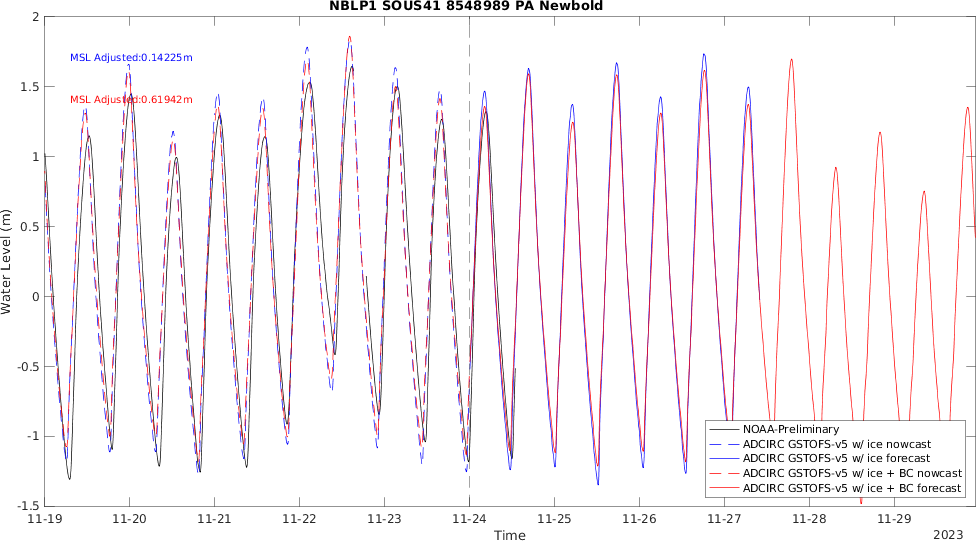 NBLP1 SOUS41 8548989 PA Newbold
2
1.5
1
0.5
0
-0.5
-1
-1.5
Water Level (m)
MSL Adjusted:0.14225m
MSL Adjusted:0.61942m
NOAA-Preliminary
ADCIRC GSTOFS-v5 w/ ice nowcast
ADCIRC GSTOFS-v5 w/ ice forecast
ADCIRC GSTOFS-v5 w/ ice + BC nowcast
ADCIRC GSTOFS-v5 w/ ice + BC forecast
11-19 11-20 11-21 11-22 11-23 11-24 11-25 11-26 11-27 11-28 11-29
Time
2023